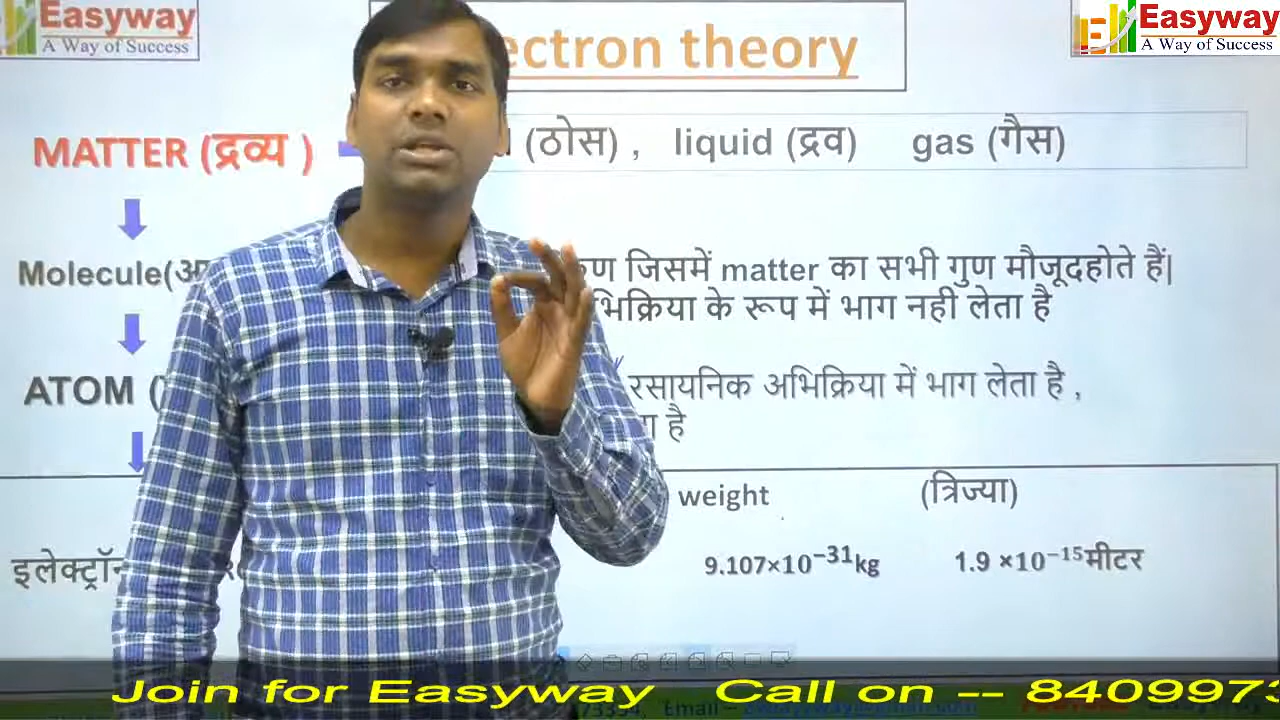 Easyway
A Way of Success
Easyway
A Way of Success
ectron theory
MATTER (द्रव्य )
(ठोस) , liquid (द्रव) gas (गैस)
Molecule(
जिसमें matter का सभी गुण मौजूदहोते हैं|
के रूप में भाग नही लेता है
ATOM (
रसायनिक अभिक्रिया में भाग लेता है ,
है
weight (त्रिज्या)
9.107×10⁻³¹kg 1.9 ×10⁻¹⁵मीटर
Join for Easyway Call on -- 8409973
Email